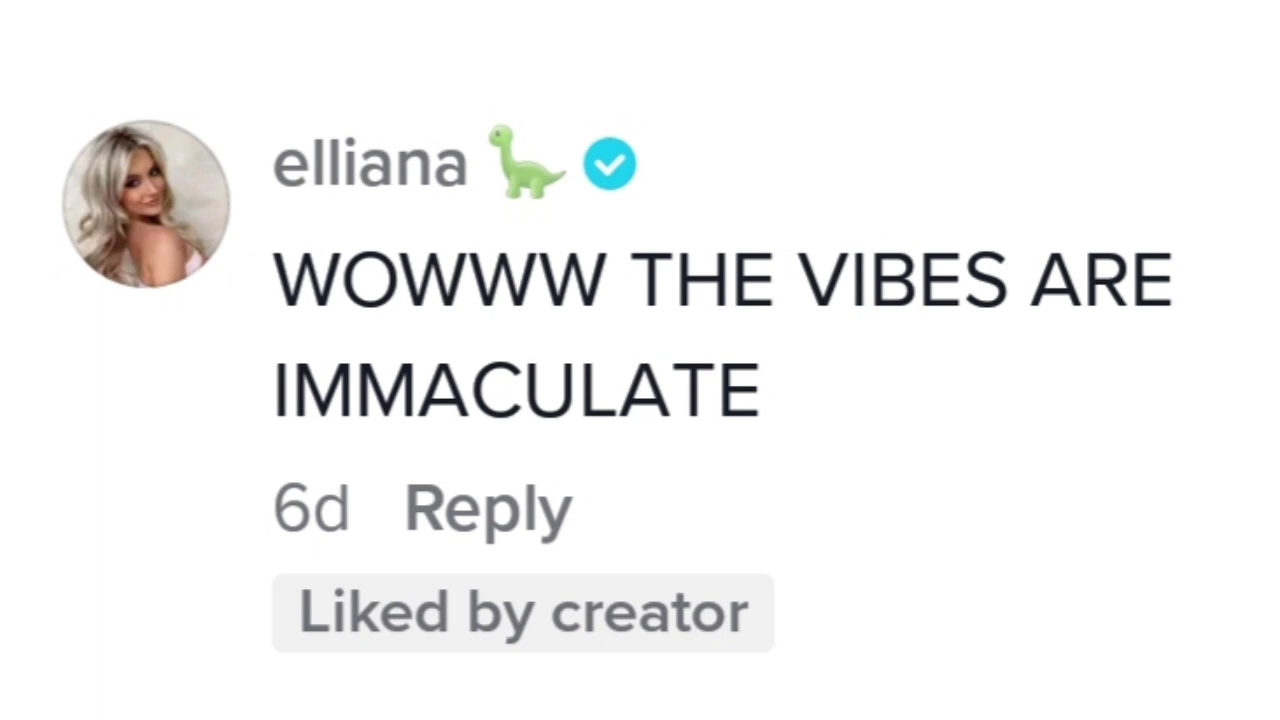 elliana 🦕
WOWWW THE VIBES ARE
IMMACULATE
6d Reply
Liked by creator